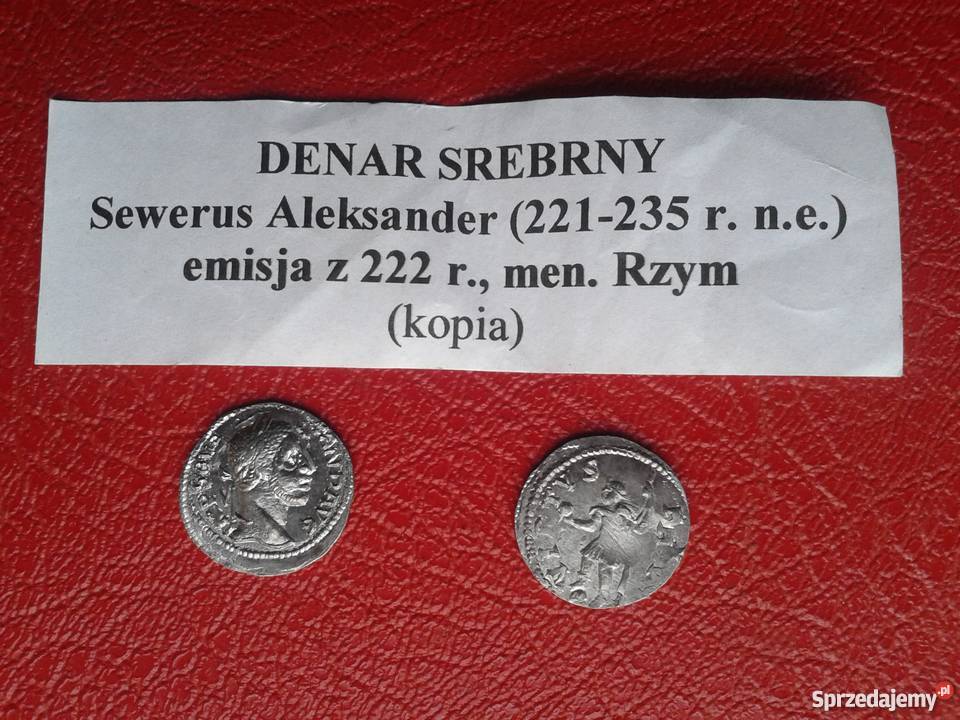 DENAR SREBRNY
Sewerus Aleksander (221-235 r. n.e.)
emisja z 222 r., men. Rzym
(kopia)
Sprzedajemy.pl